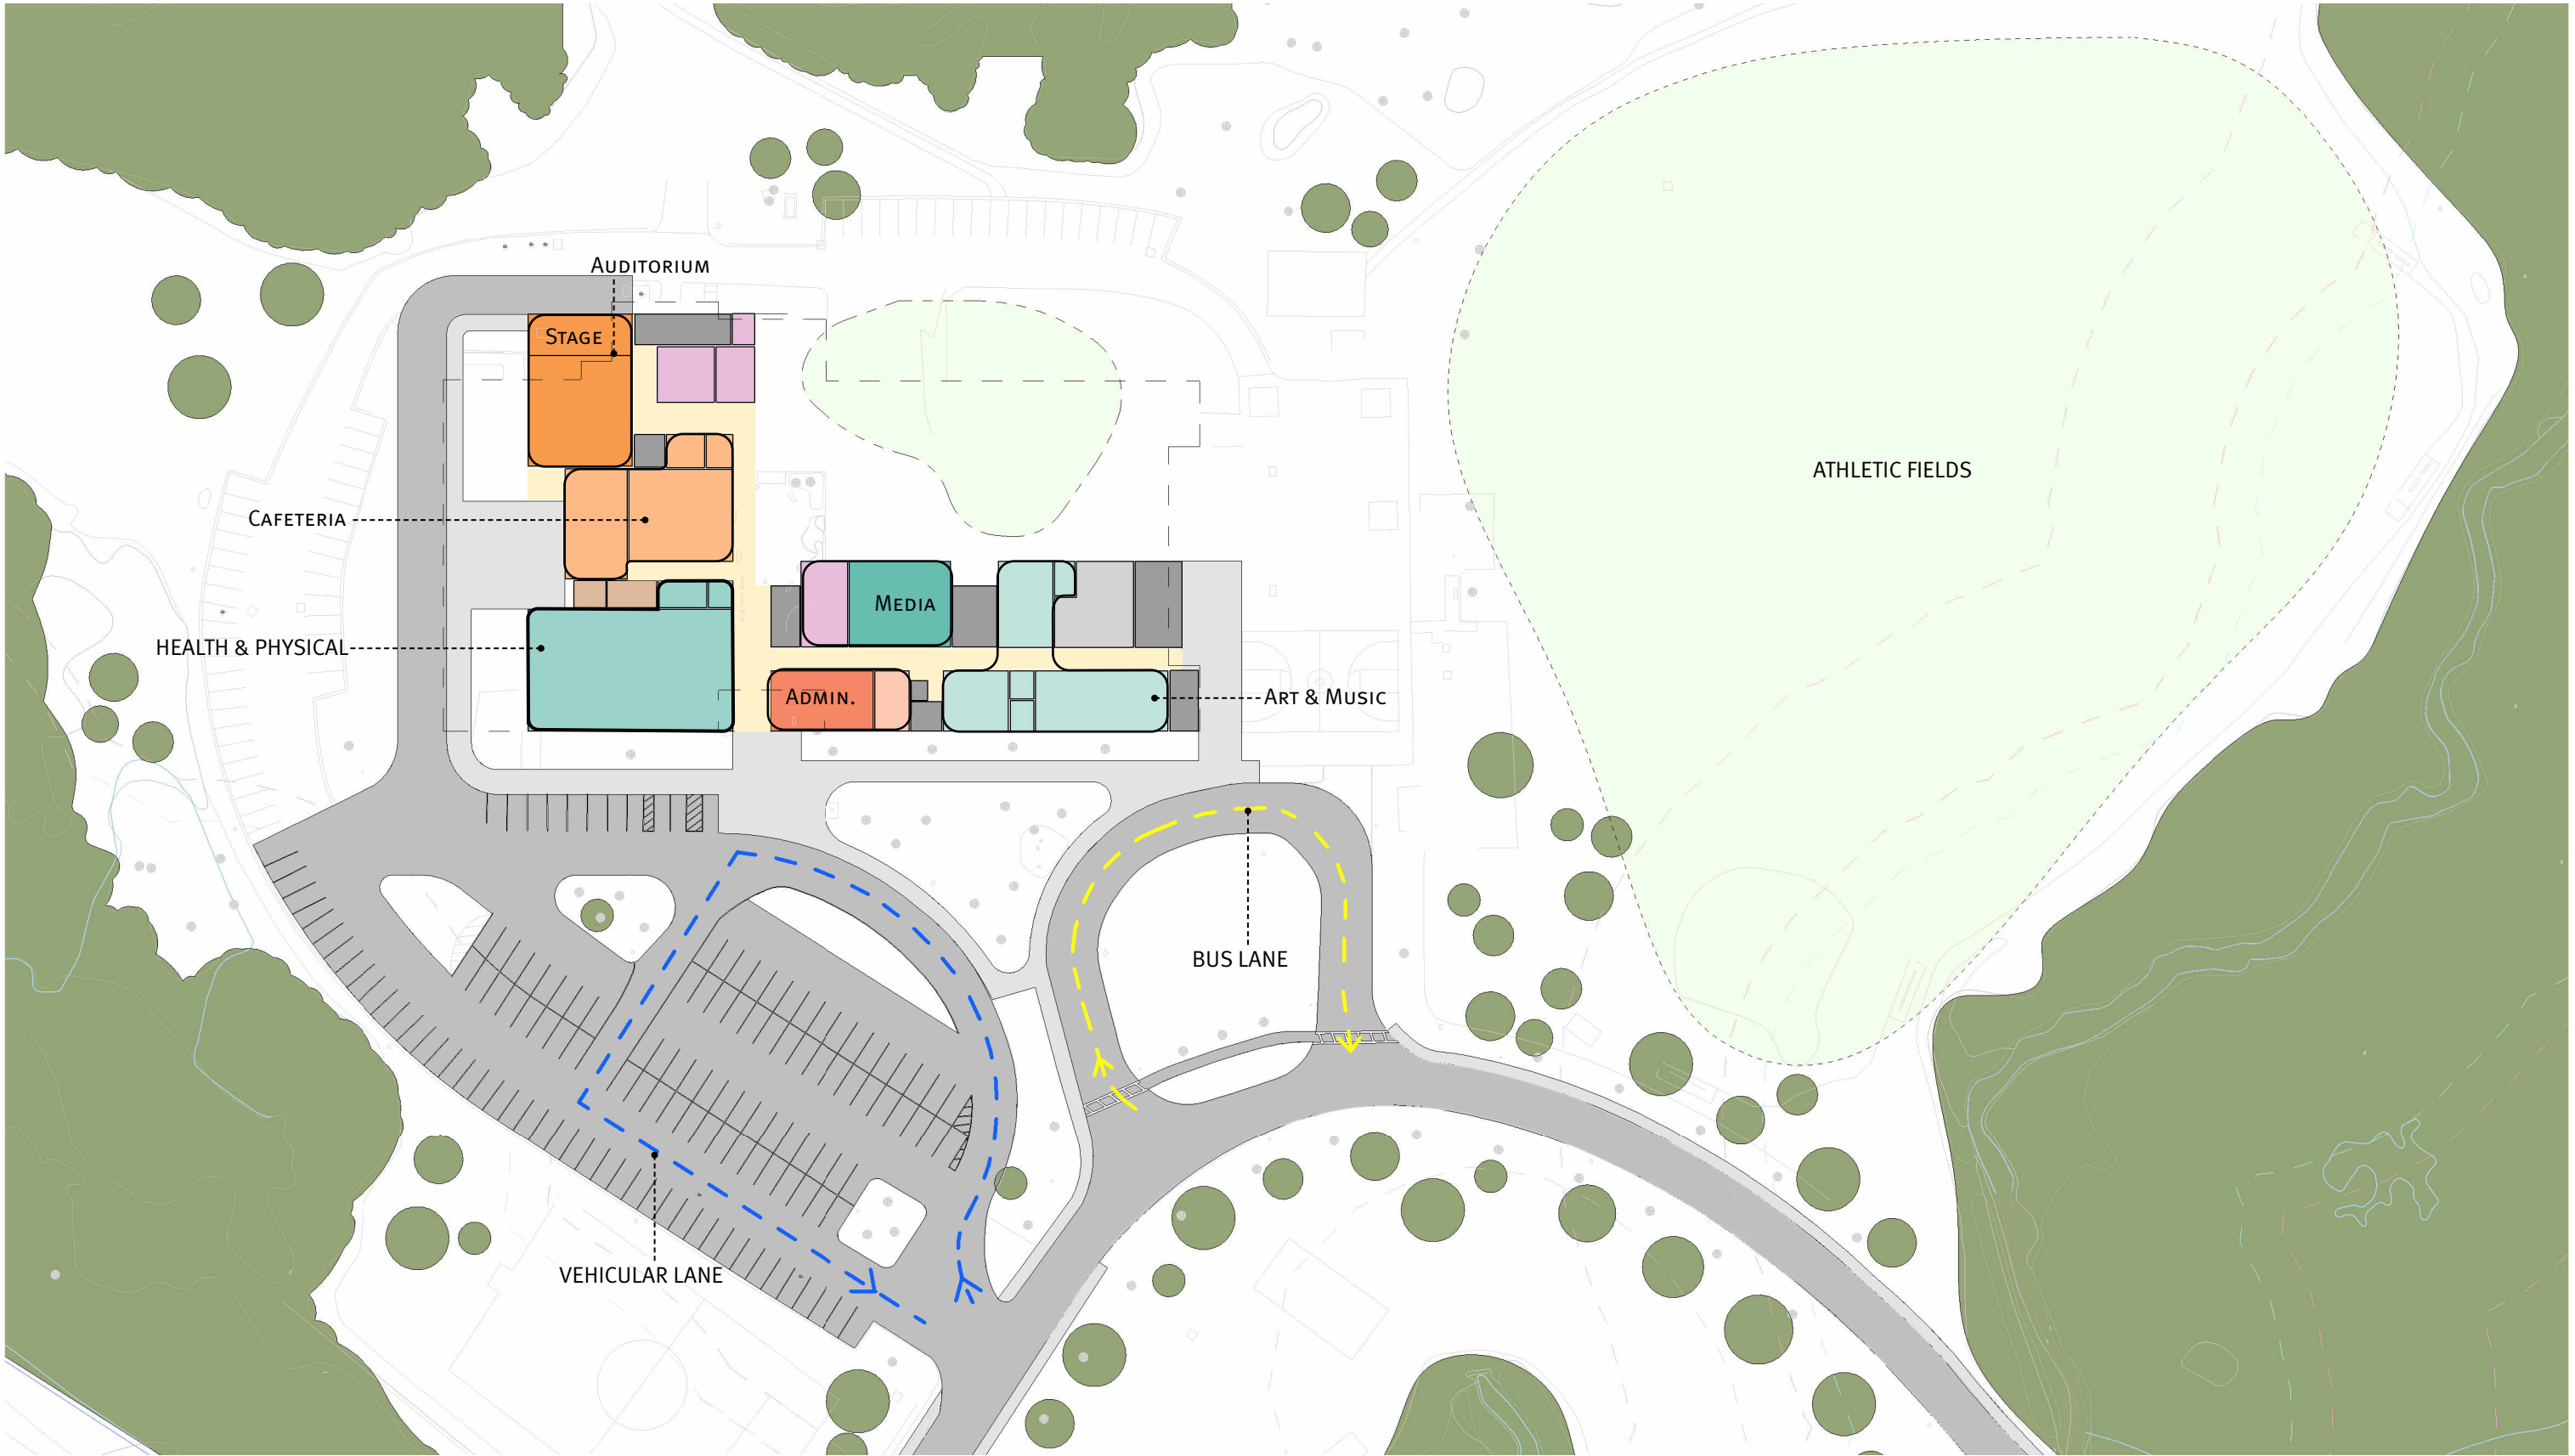 AUDITORIUM
STAGE
ATHLETIC FIELDS
CAFETERIA
MEDIA
HEALTH & PHYSICAL
ADMIN.
ART & MUSIC
BUS LANE
VEHICULAR LANE